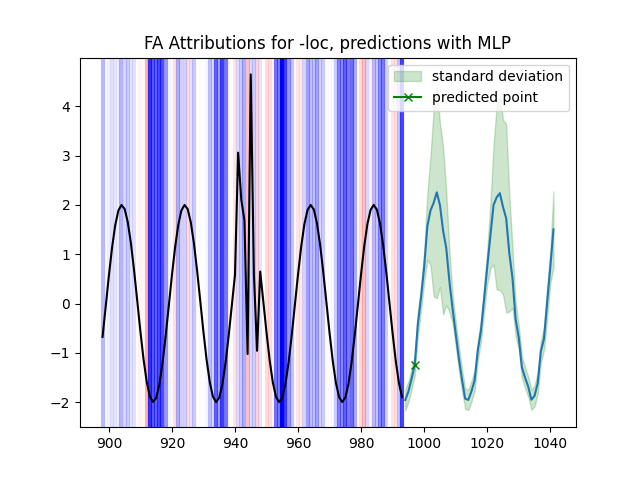 FA Attributions for -loc, predictions with MLP
standard deviation
predicted point
4
3
2
1
0
−1
−2
900 920 940 960 980 1000 1020 1040